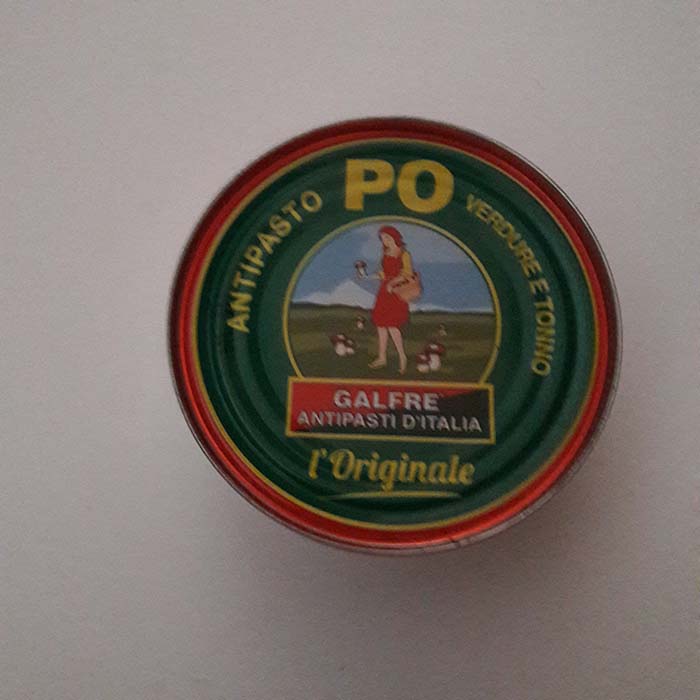 ANTIPASTO PO VERDURE E TONNO
GALFRE'
ANTIPASTI D'ITALIA
l'Originale